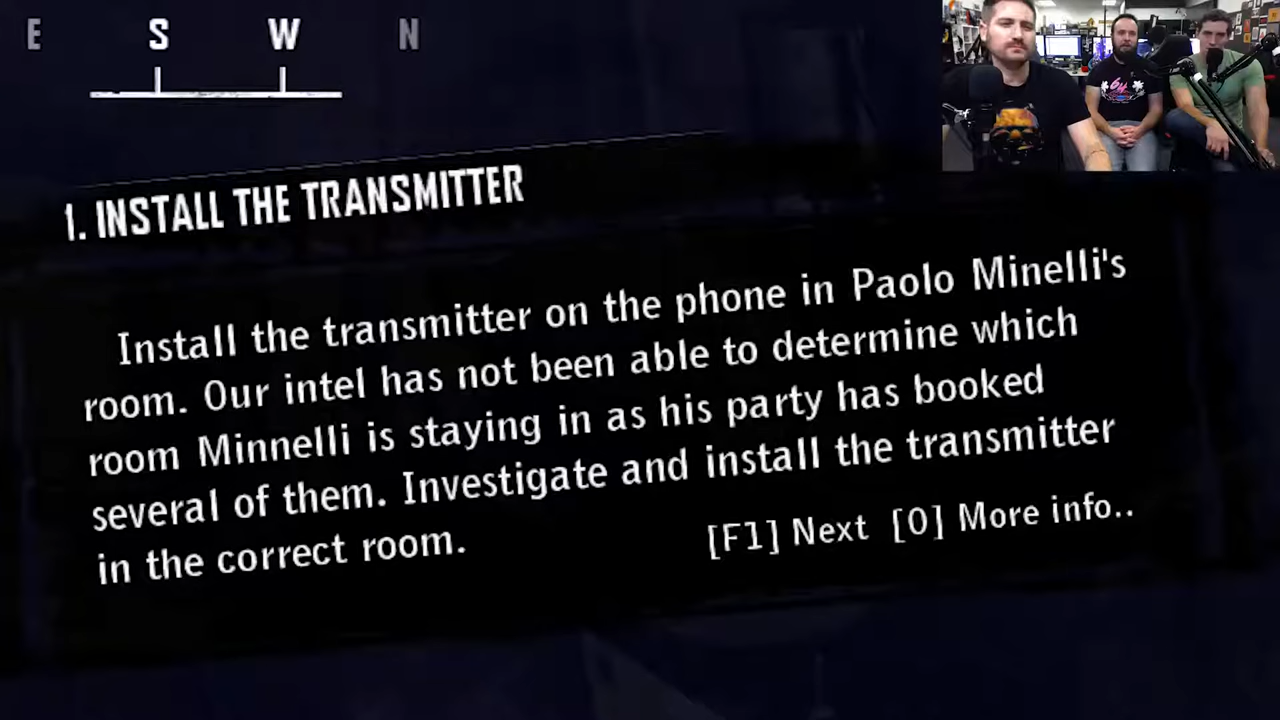 E S W N
1. INSTALL THE TRANSMITTER
Install the transmitter on the phone in Paolo Minelli's
room. Our intel has not been able to determine which
room Minnelli is staying in as his party has booked
several of them. Investigate and install the transmitter
in the correct room.
[F1] Next [O] More info..